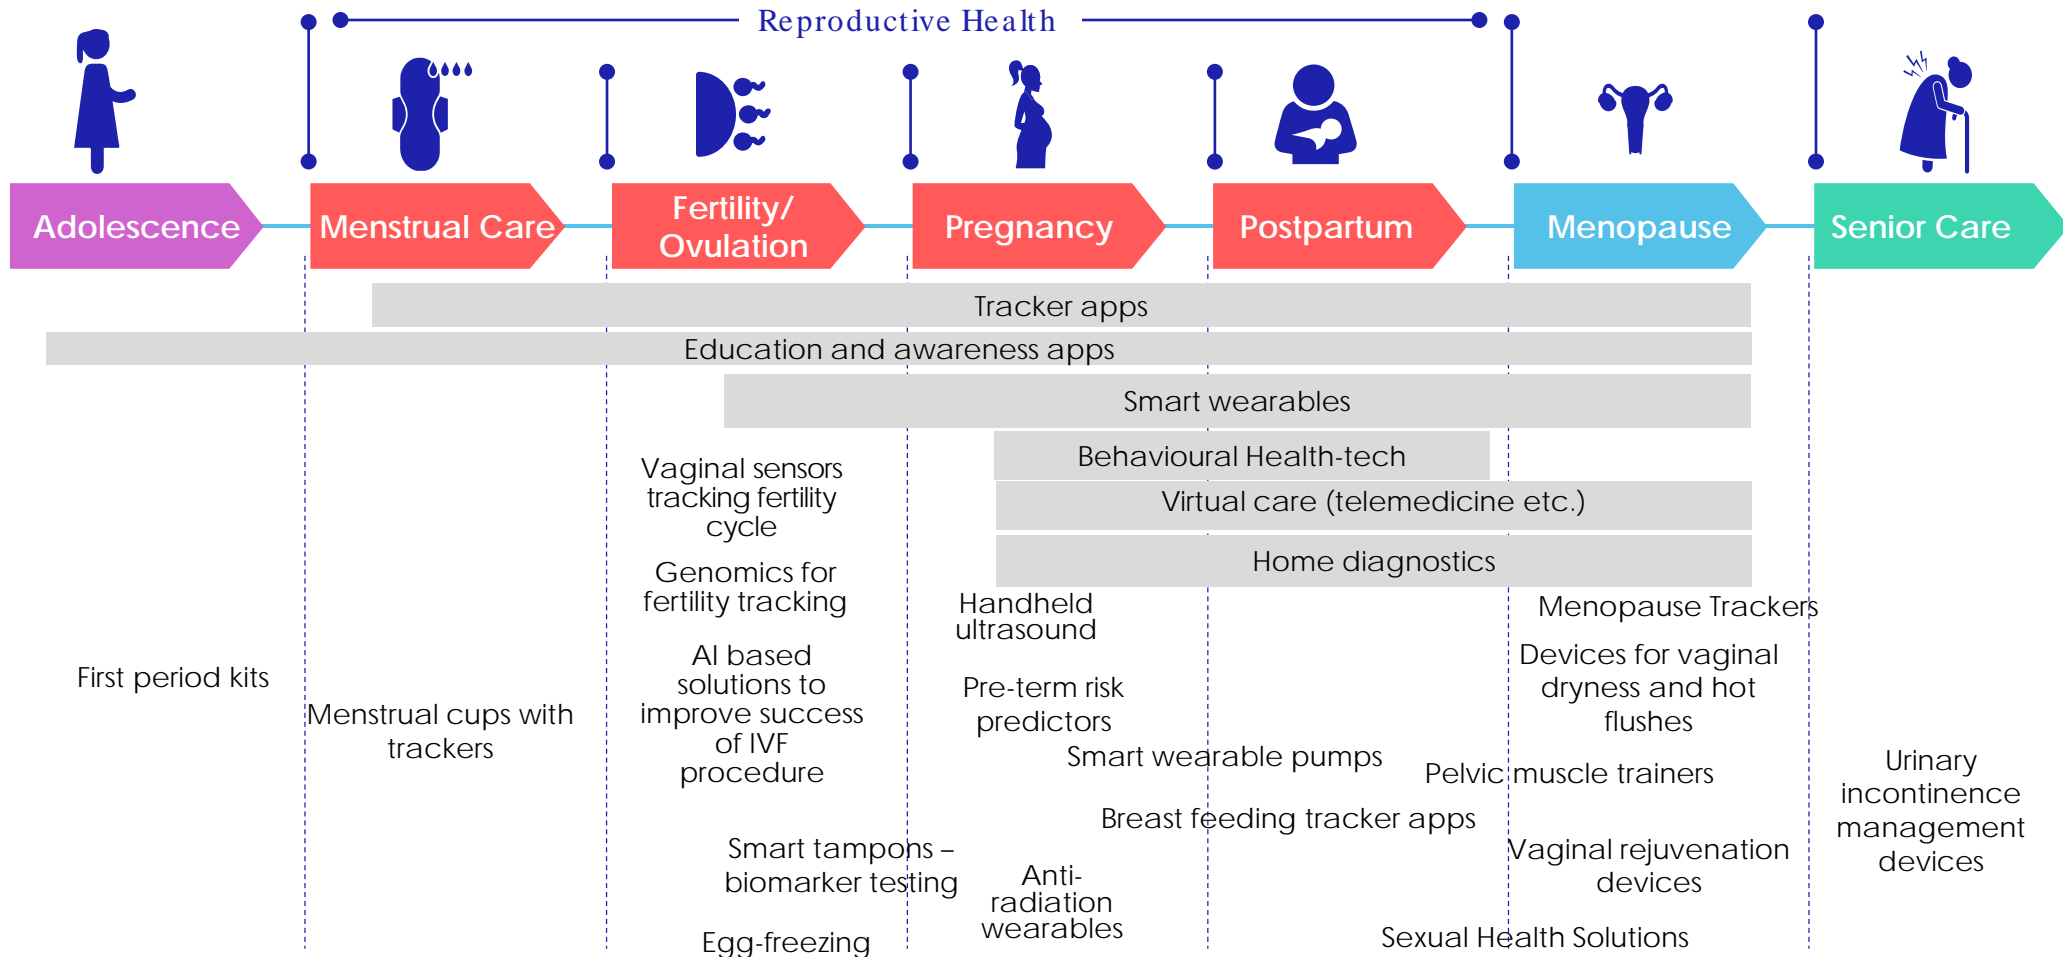 Reproductive Health
Adolescence
Menstrual Care
Fertility/
Ovulation
Pregnancy
Postpartum
Menopause
Senior Care
Tracker apps
Education and awareness apps
Smart wearables
Behavioural Health-tech
Virtual care (telemedicine etc.)
Home diagnostics
First period kits
Menstrual cups with
trackers
Vaginal sensors
tracking fertility
cycle
Genomics for
fertility tracking
AI based
solutions to
improve success
of IVF
procedure
Smart tampons –
biomarker testing
Egg-freezing
Handheld
ultrasound
Pre-term risk
predictors
Smart wearable pumps
Breast feeding tracker apps
Anti-
radiation
wearables
Menopause Trackers
Devices for vaginal
dryness and hot
flushes
Pelvic muscle trainers
Vaginal rejuvenation
devices
Sexual Health Solutions
Urinary
incontinence
management
devices